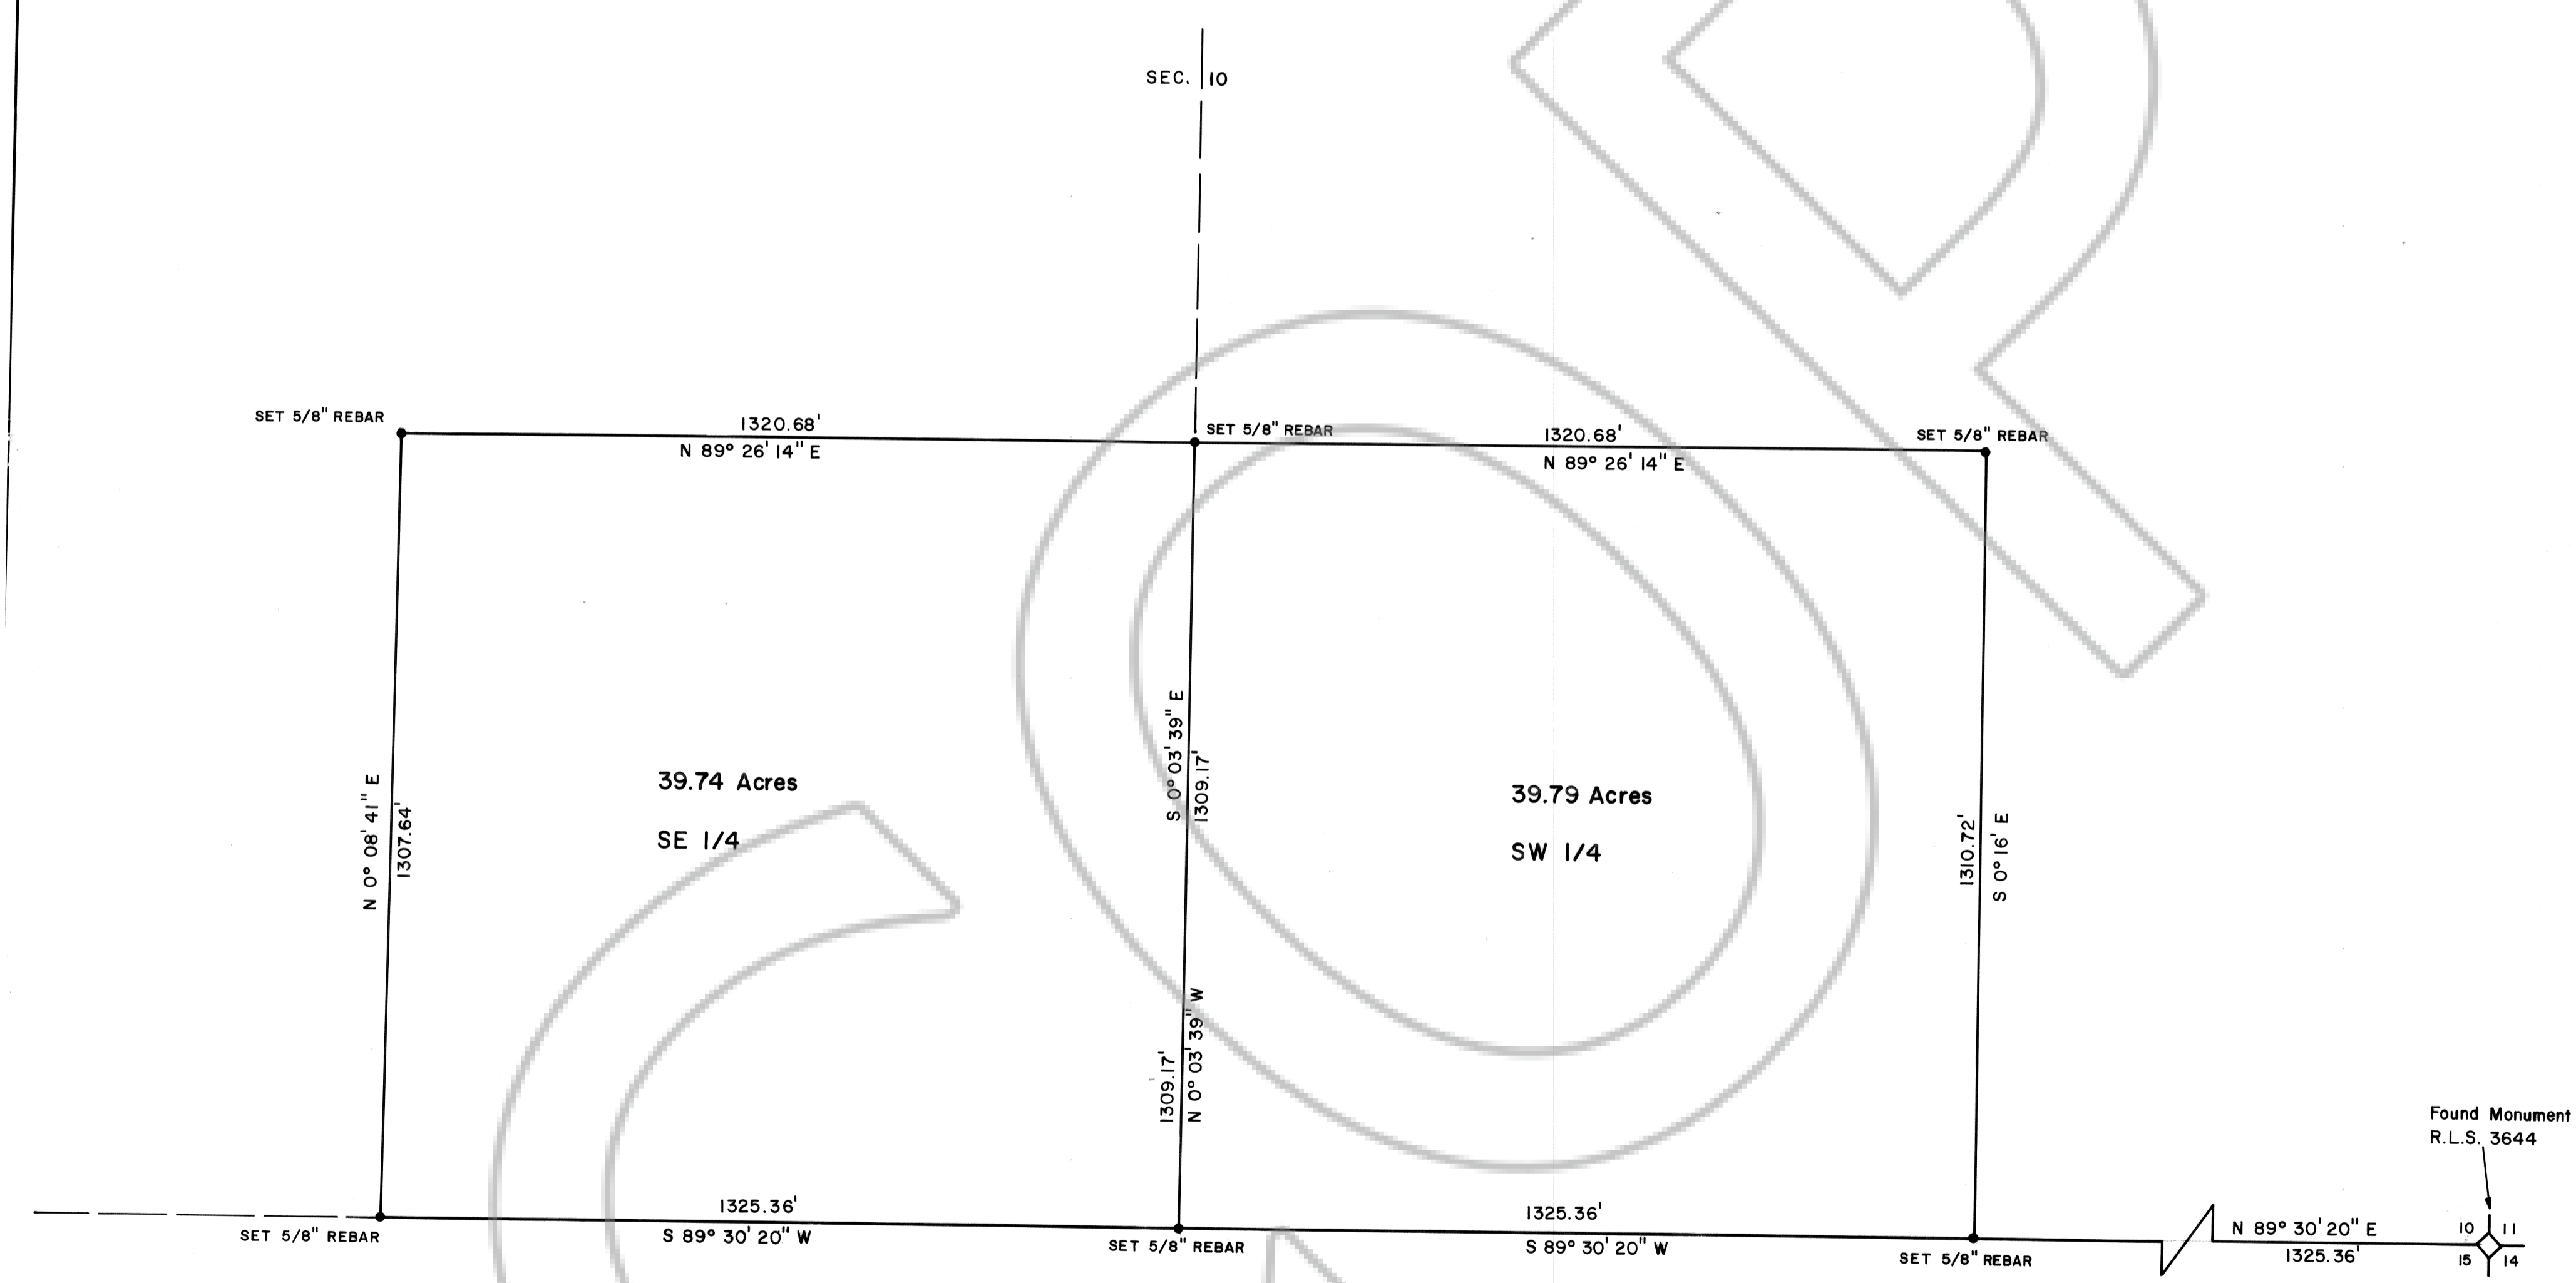 SEC. 10
SET 5/8" REBAR
1320.68'
N 89° 26' 14" E
SET 5/8" REBAR
1320.68'
N 89° 26' 14" E
SET 5/8" REBAR
N 0° 08' 41" E
1307.64'
39.74 Acres
SE 1/4
S 0° 03' 39" E
1309.17'
39.79 Acres
SW 1/4
1310.72'
S 0° 16' E
1309.17'
N 0° 03' 39" W
Found Monument
R.L.S. 3644
SET 5/8" REBAR
1325.36'
S 89° 30' 20" W
SET 5/8" REBAR
1325.36'
S 89° 30' 20" W
SET 5/8" REBAR
N 89° 30' 20" E
1325.36'
10 11
15 14